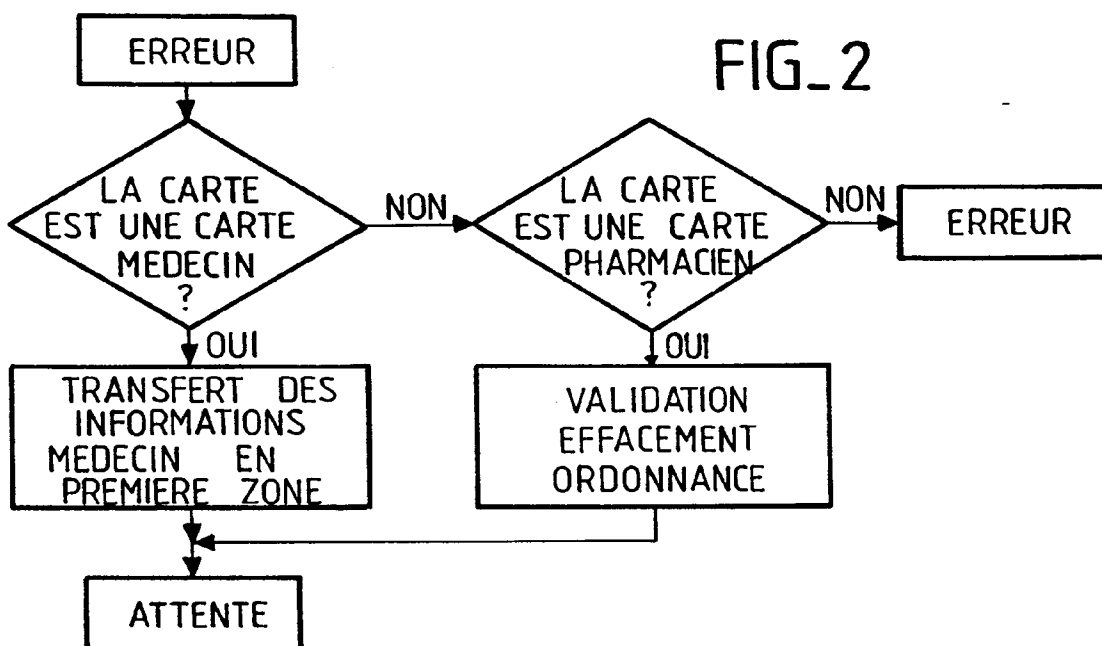 FIG_2
ERREUR
LA CARTE
EST UNE CARTE
MEDECIN
?
NON
LA CARTE
EST UNE CARTE
PHARMACIEN
?
NON
ERREUR
OUI
TRANSFERT DES
INFORMATIONS
MEDECIN EN
PREMIERE ZONE
OUI
VALIDATION
EFFACEMENT
ORDONNANCE
ATTENTE